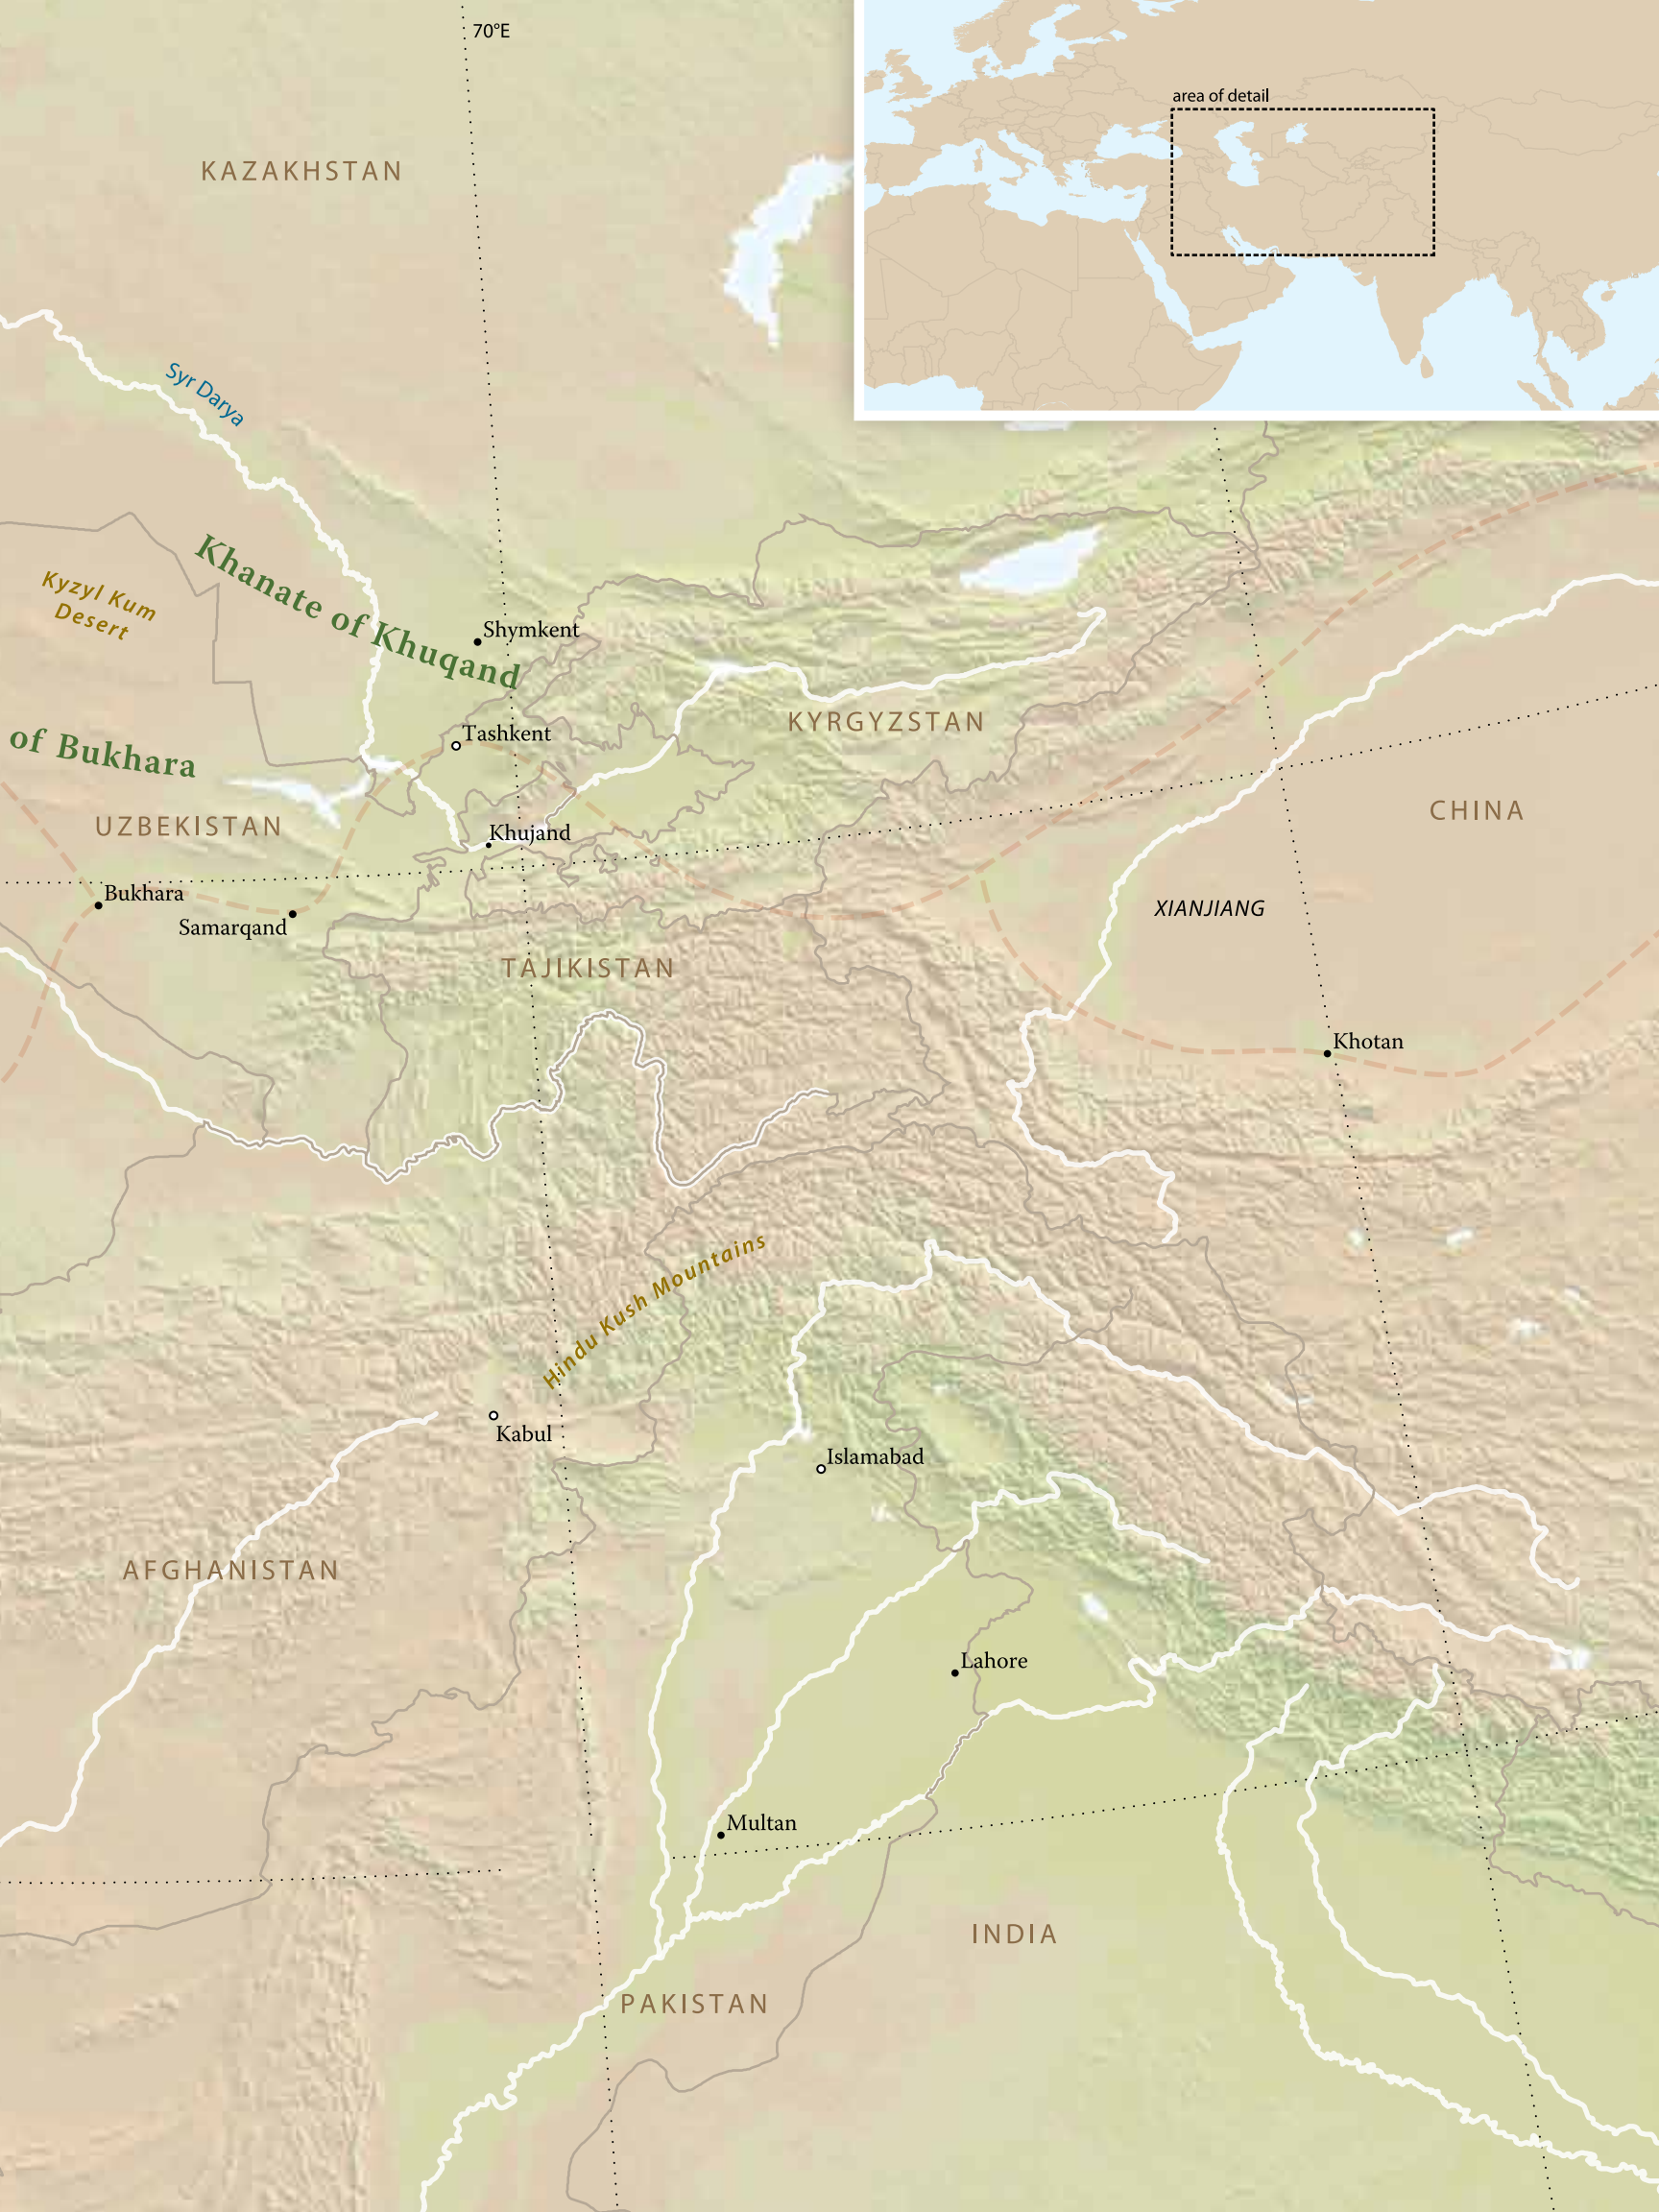 70°E
area of detail
KAZAKHSTAN
Syr Darya
Khanate of Khuqand
Kyzyl Kum
Desert
Shymkent
KYRGYZSTAN
Tashkent
of Bukhara
UZBEKISTAN
CHINA
Khujand
Bukhara
Samarqand
XIANJIANG
TAJIKISTAN
Khotan
Hindu Kush Mountains
Kabul
Islamabad
AFGHANISTAN
Lahore
Multan
INDIA
PAKISTAN